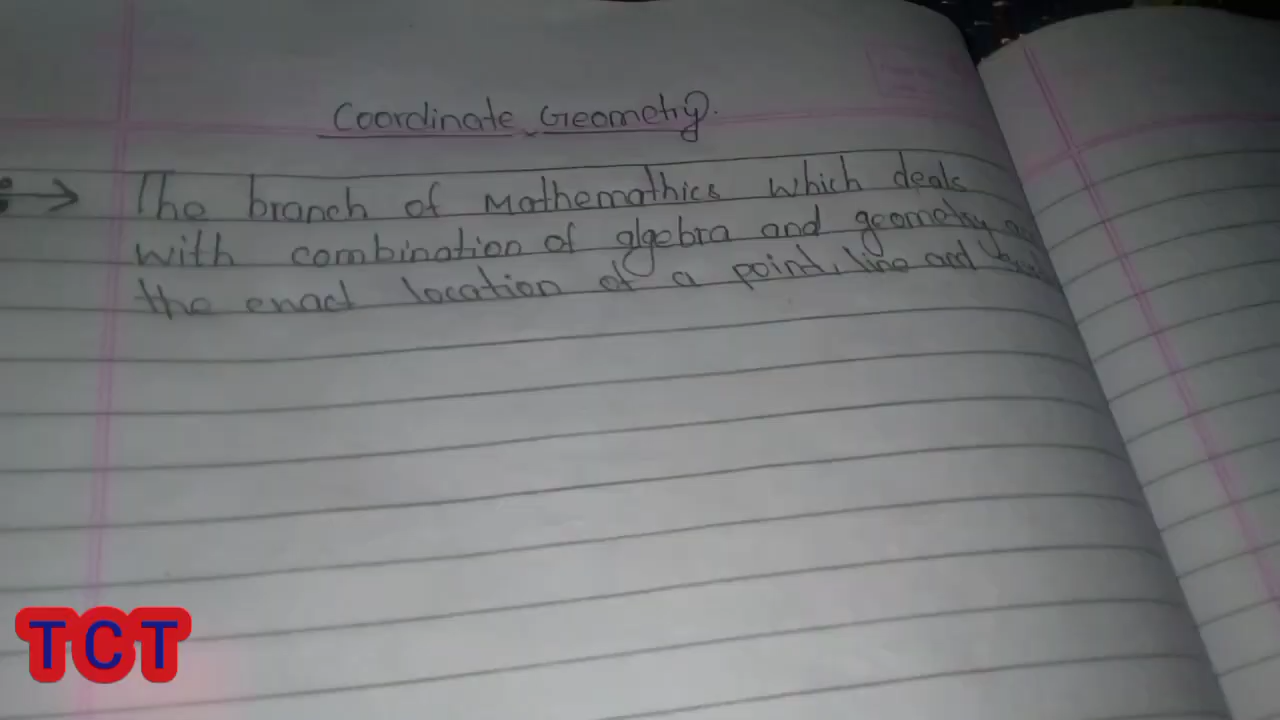 Coordinate Geometry.
The branch of Mathemathics which deals
with combination of algebra and geometry
the enact location of a point, line and
TCT